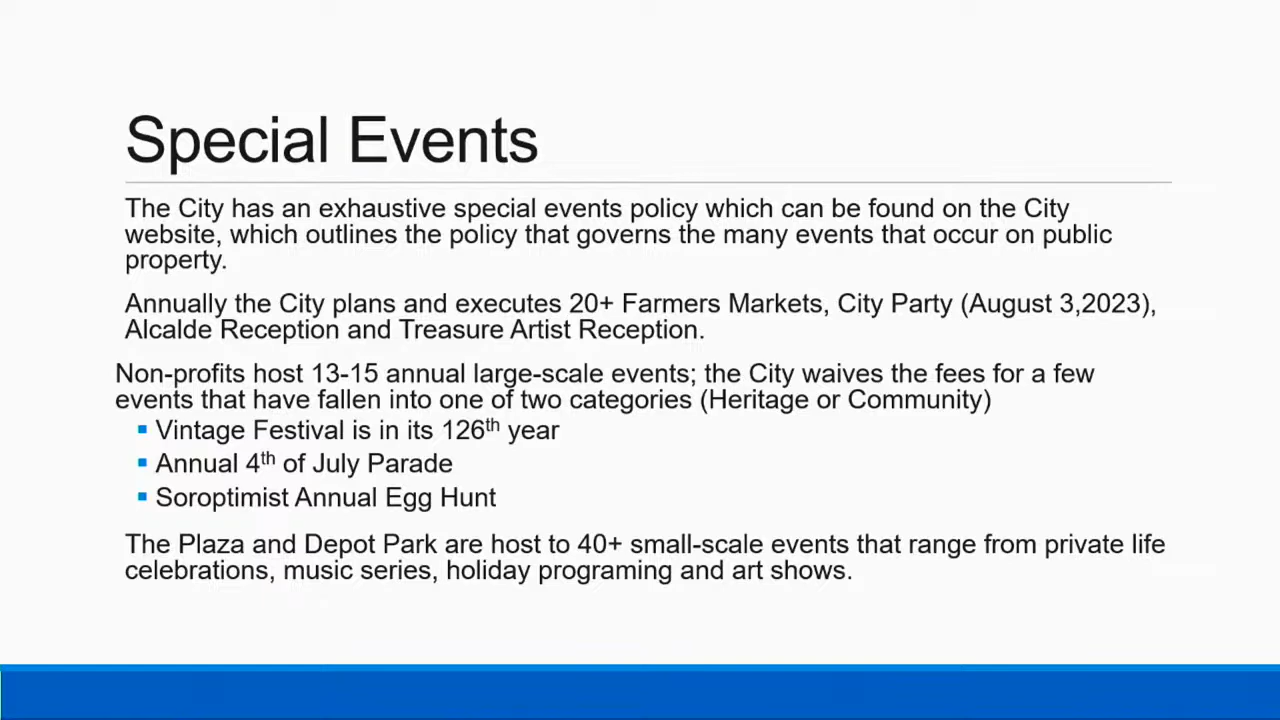 Special Events
The City has an exhaustive special events policy which can be found on the City
website, which outlines the policy that governs the many events that occur on public
property.
Annually the City plans and executes 20+ Farmers Markets, City Party (August 3,2023),
Alcalde Reception and Treasure Artist Reception.
Non-profits host 13-15 annual large-scale events; the City waives the fees for a few
events that have fallen into one of two categories (Heritage or Community)
▪ Vintage Festival is in its 126th year
▪ Annual 4th of July Parade
▪ Soroptimist Annual Egg Hunt
The Plaza and Depot Park are host to 40+ small-scale events that range from private life
celebrations, music series, holiday programing and art shows.